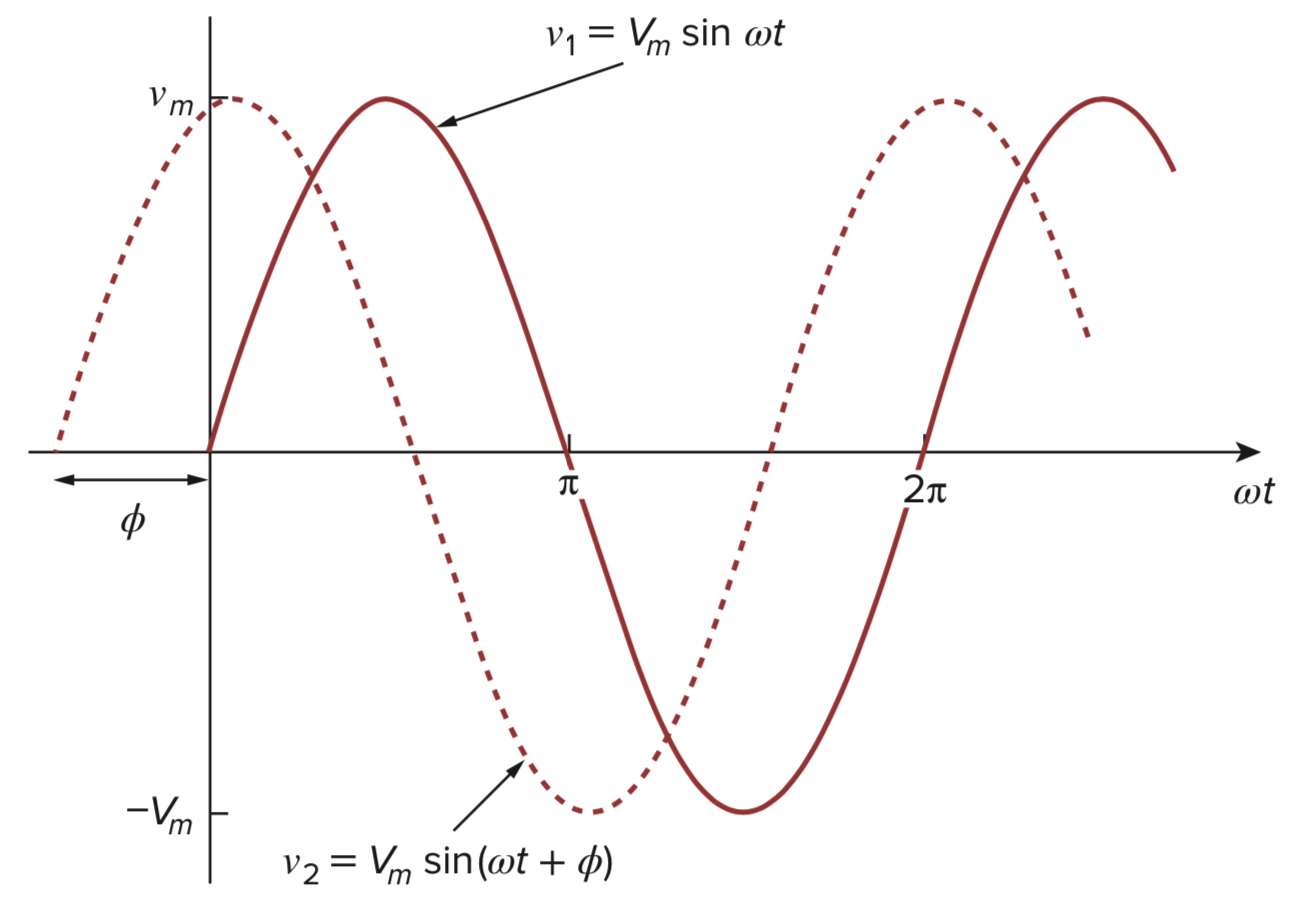 v₁ = Vₘ sin ωt
vₘ
π
2π
ωt
ϕ
−Vₘ
v₂ = Vₘ sin(ωt + ϕ)